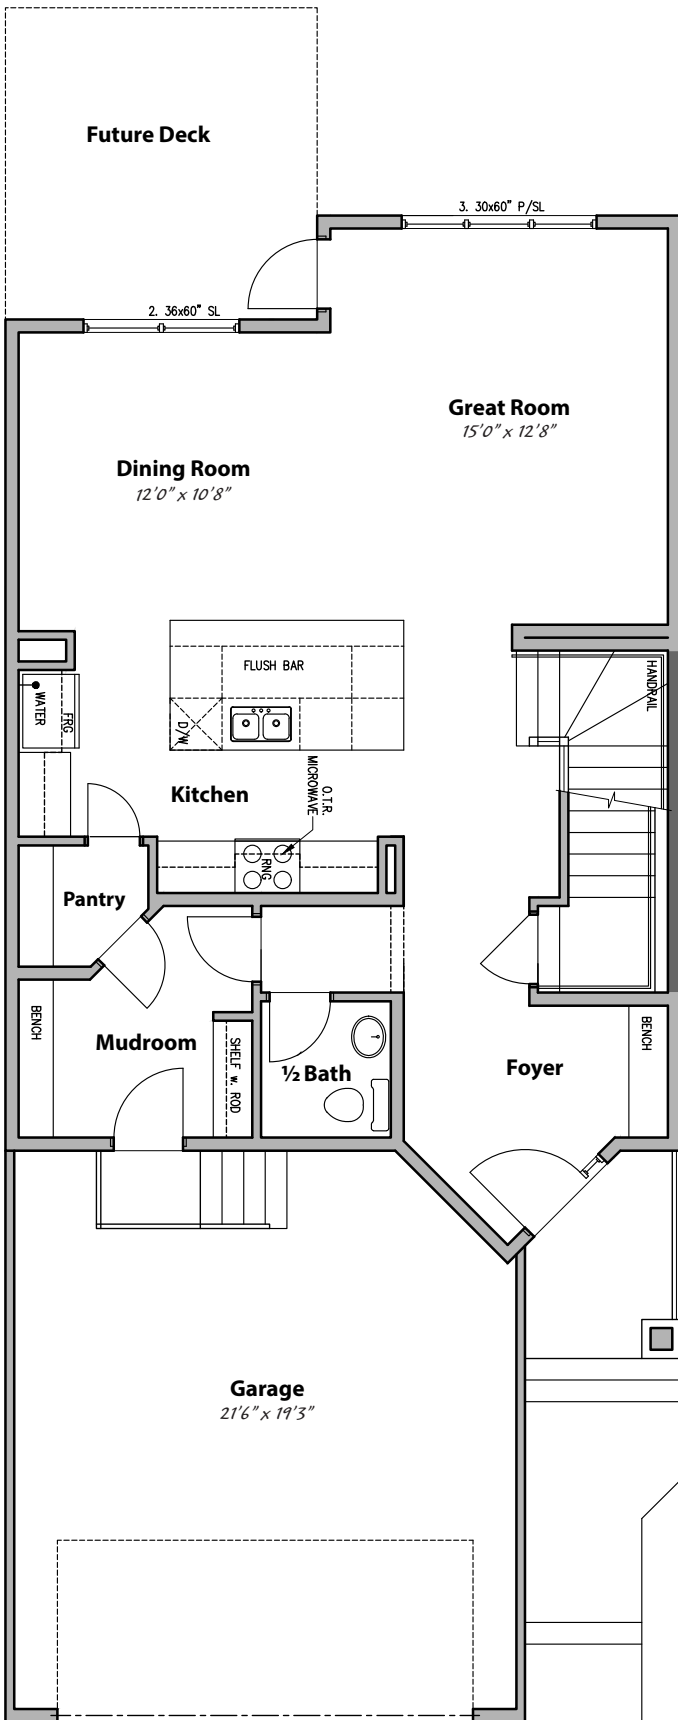 Future Deck
3. 30x60" P/SL
2. 36x60" SL
Great Room
15'0" x 12'8"
Dining Room
12'0" x 10'8"
FLUSH BAR
HANDRAIL
WATER
FRG
D/W
Kitchen
O.T.R.
MICROWAVE
RNG
Pantry
BENCH
Mudroom
SHELF w. ROD
½ Bath
Foyer
BENCH
Garage
21'6" x 19'3"